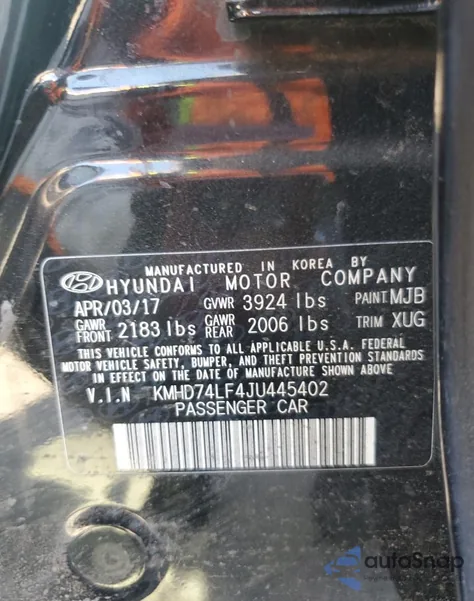 MANUFACTURED IN KOREA BY
HYUNDAI MOTOR COMPANY
APR/03/17 GVWR 3924 lbs PAINT MJB
GAWR FRONT 2183 lbs GAWR REAR 2006 lbs TRIM XUG
THIS VEHICLE CONFORMS TO ALL APPLICABLE U.S.A. FEDERAL
MOTOR VEHICLE SAFETY, BUMPER, AND THEFT PREVENTION STANDARDS
IN EFFECT ON THE DATE OF MANUFACTURE SHOWN ABOVE
V.I.N KMHD74LF4JU445402
PASSENGER CAR
autoSnap